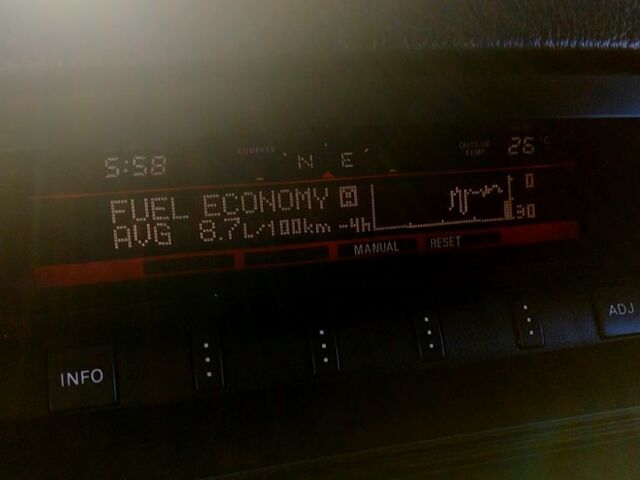 5:58 COMPASS N E OUTSIDE TEMP. 26°C
FUEL ECONOMY A 0
AVG 8.7L/100km -4h 30
MANUAL RESET
INFO ADJ